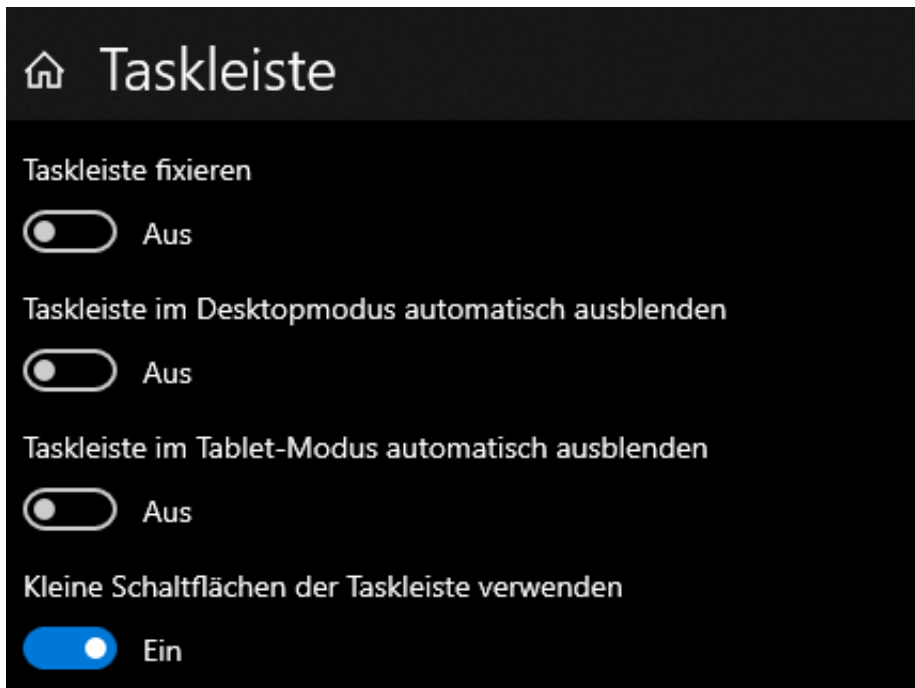 Taskleiste
Taskleiste fixieren
Aus
Taskleiste im Desktopmodus automatisch ausblenden
Aus
Taskleiste im Tablet-Modus automatisch ausblenden
Aus
Kleine Schaltflächen der Taskleiste verwenden
Ein